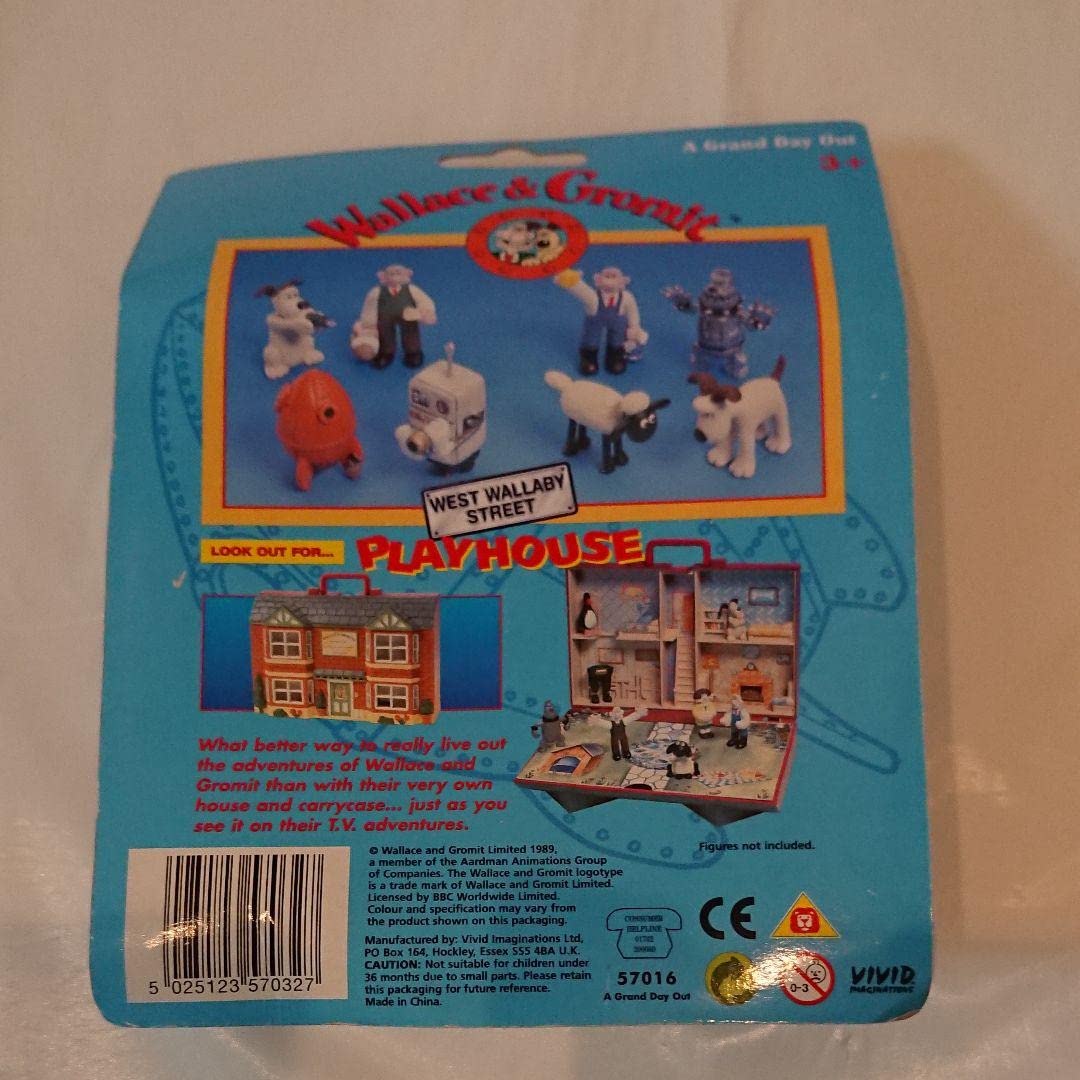 A Grand Day Out
3+
Wallace & Gromit
WEST WALLABY
STREET
LOOK OUT FOR...
PLAYHOUSE
What better way to really live out
the adventures of Wallace and
Gromit than with their very own
house and carrycase... just as you
see it on their T.V. adventures.
Figures not included.
© Wallace and Gromit Limited 1989,
a member of the Aardman Animations Group
of Companies. The Wallace and Gromit logotype
is a trade mark of Wallace and Gromit Limited.
Licensed by BBC Worldwide Limited.
Colour and specification may vary from
the product shown on this packaging.
Manufactured by: Vivid Imaginations Ltd,
PO Box 164, Hockley, Essex SS5 4BA U.K.
CAUTION: Not suitable for children under
36 months due to small parts. Please retain
this packaging for future reference.
Made in China.
5 025123 570327
CONSUMER
HELPLINE
01702
200660
CE
57016
A Grand Day Out
0-3
VIVID
IMAGINATIONS